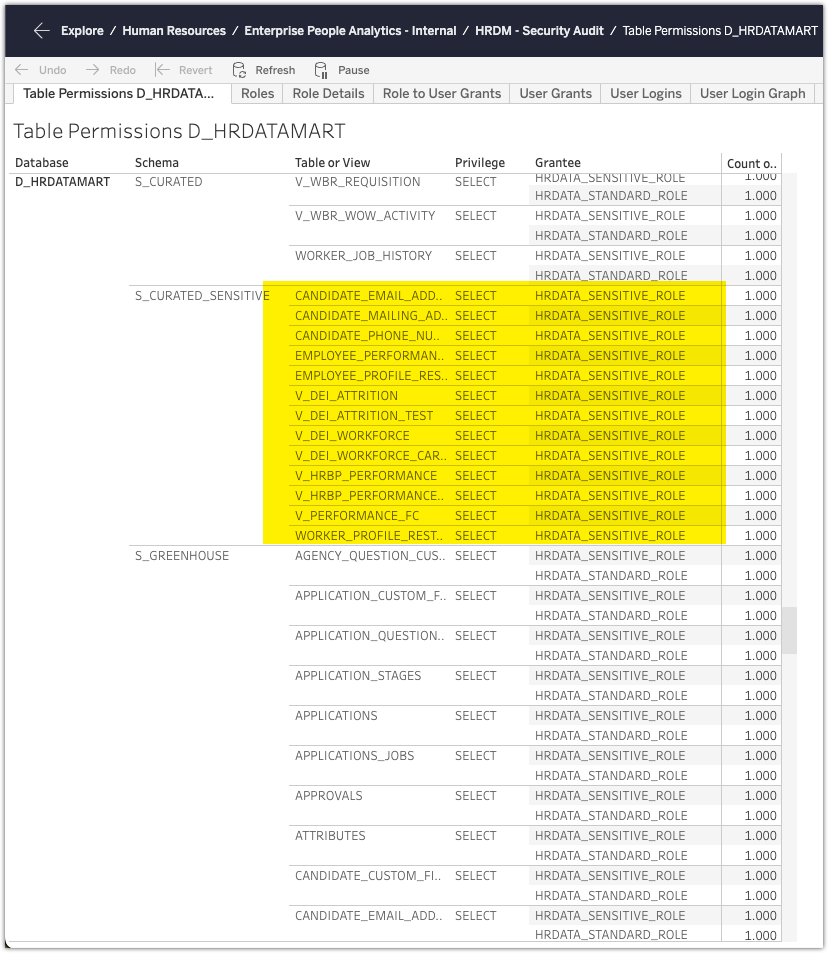 Explore / Human Resources / Enterprise People Analytics - Internal / HRDM - Security Audit / Table Permissions D_HRDATAMART
Undo Redo Revert Refresh Pause
Table Permissions D_HRDATA... Roles Role Details Role to User Grants User Grants User Logins User Login Graph
Table Permissions D_HRDATAMART
Database Schema Table or View Privilege Grantee Count o..
D_HRDATAMART S_CURATED V_WBR_REQUISITION SELECT HRDATA_SENSITIVE_ROLE 1.000
HRDATA_STANDARD_ROLE 1.000
V_WBR_WOW_ACTIVITY SELECT HRDATA_SENSITIVE_ROLE 1.000
HRDATA_STANDARD_ROLE 1.000
WORKER_JOB_HISTORY SELECT HRDATA_SENSITIVE_ROLE 1.000
HRDATA_STANDARD_ROLE 1.000
S_CURATED_SENSITIVE CANDIDATE_EMAIL_ADD.. SELECT HRDATA_SENSITIVE_ROLE 1.000
CANDIDATE_MAILING_AD.. SELECT HRDATA_SENSITIVE_ROLE 1.000
CANDIDATE_PHONE_NU.. SELECT HRDATA_SENSITIVE_ROLE 1.000
EMPLOYEE_PERFORMAN.. SELECT HRDATA_SENSITIVE_ROLE 1.000
EMPLOYEE_PROFILE_RES.. SELECT HRDATA_SENSITIVE_ROLE 1.000
V_DEI_ATTRITION SELECT HRDATA_SENSITIVE_ROLE 1.000
V_DEI_ATTRITION_TEST SELECT HRDATA_SENSITIVE_ROLE 1.000
V_DEI_WORKFORCE SELECT HRDATA_SENSITIVE_ROLE 1.000
V_DEI_WORKFORCE_CAR.. SELECT HRDATA_SENSITIVE_ROLE 1.000
V_HRBP_PERFORMANCE SELECT HRDATA_SENSITIVE_ROLE 1.000
V_HRBP_PERFORMANCE.. SELECT HRDATA_SENSITIVE_ROLE 1.000
V_PERFORMANCE_FC SELECT HRDATA_SENSITIVE_ROLE 1.000
WORKER_PROFILE_REST.. SELECT HRDATA_SENSITIVE_ROLE 1.000
S_GREENHOUSE AGENCY_QUESTION_CUS.. SELECT HRDATA_SENSITIVE_ROLE 1.000
HRDATA_STANDARD_ROLE 1.000
APPLICATION_CUSTOM_F.. SELECT HRDATA_SENSITIVE_ROLE 1.000
HRDATA_STANDARD_ROLE 1.000
APPLICATION_QUESTION.. SELECT HRDATA_SENSITIVE_ROLE 1.000
HRDATA_STANDARD_ROLE 1.000
APPLICATION_STAGES SELECT HRDATA_SENSITIVE_ROLE 1.000
HRDATA_STANDARD_ROLE 1.000
APPLICATIONS SELECT HRDATA_SENSITIVE_ROLE 1.000
HRDATA_STANDARD_ROLE 1.000
APPLICATIONS_JOBS SELECT HRDATA_SENSITIVE_ROLE 1.000
HRDATA_STANDARD_ROLE 1.000
APPROVALS SELECT HRDATA_SENSITIVE_ROLE 1.000
HRDATA_STANDARD_ROLE 1.000
ATTRIBUTES SELECT HRDATA_SENSITIVE_ROLE 1.000
HRDATA_STANDARD_ROLE 1.000
CANDIDATE_CUSTOM_FI.. SELECT HRDATA_SENSITIVE_ROLE 1.000
HRDATA_STANDARD_ROLE 1.000
CANDIDATE_EMAIL_ADD.. SELECT HRDATA_SENSITIVE_ROLE 1.000
HRDATA_STANDARD_ROLE 1.000